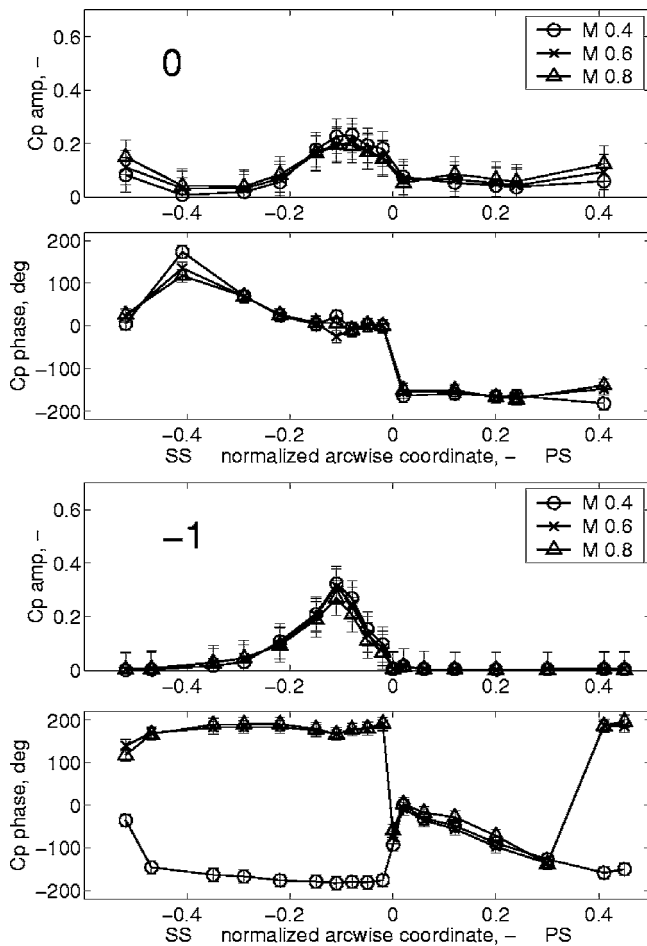 0.6
0.4
0.2
0
Cp amp, –
0
M 0.4
M 0.6
M 0.8
−0.4 −0.2 0 0.2 0.4
200
100
0
−100
−200
Cp phase, deg
−0.4 −0.2 0 0.2 0.4
SS normalized arcwise coordinate, – PS
0.6
0.4
0.2
0
Cp amp, –
−1
M 0.4
M 0.6
M 0.8
−0.4 −0.2 0 0.2 0.4
200
100
0
−100
−200
Cp phase, deg
−0.4 −0.2 0 0.2 0.4
SS normalized arcwise coordinate, – PS